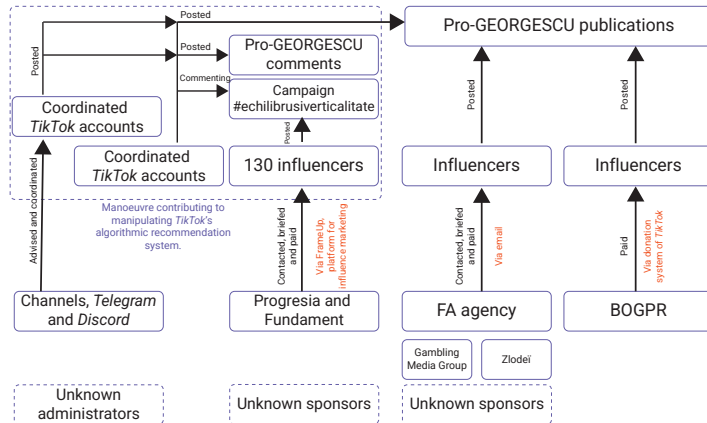 Posted
Pro-GEORGESCU publications
Posted
Posted
Pro-GEORGESCU
comments
Commenting
Campaign
#echilibrusiverticalitate
Posted
Posted
Coordinated
TikTok accounts
Posted
Coordinated
TikTok accounts
130 influencers
Influencers
Influencers
Manoeuvre contributing to
manipulating TikTok's
algorithmic recommendation
system.
Advised and coordinated
Contacted, briefed
and paid
Via FrameUp,
platform for
influence marketing
Contacted, briefed
and paid
Via email
Paid
Via donation
system of TikTok
Channels, Telegram
and Discord
Progresia and
Fundament
FA agency
BOGPR
Gambling
Media Group
Zlodeï
Unknown
administrators
Unknown sponsors
Unknown sponsors